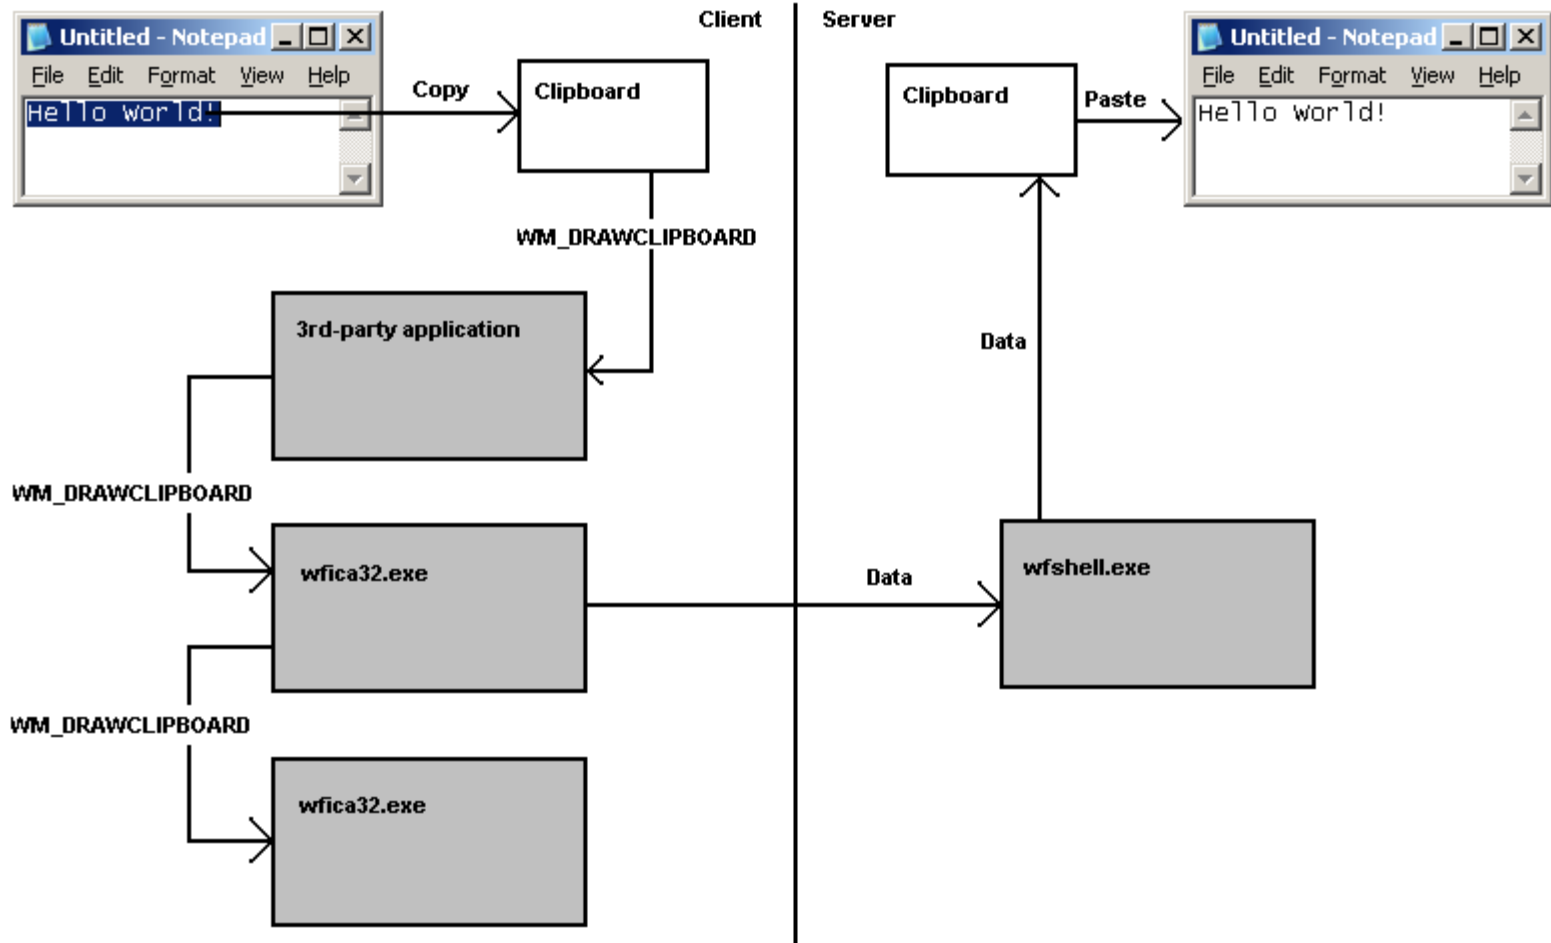 Client
Server
Untitled - Notepad
File Edit Format View Help
Hello World!
Copy
Clipboard
WM_DRAWCLIPBOARD
3rd-party application
WM_DRAWCLIPBOARD
wfica32.exe
WM_DRAWCLIPBOARD
wfica32.exe
Data
wfshell.exe
Data
Clipboard
Paste
Untitled - Notepad
File Edit Format View Help
Hello World!